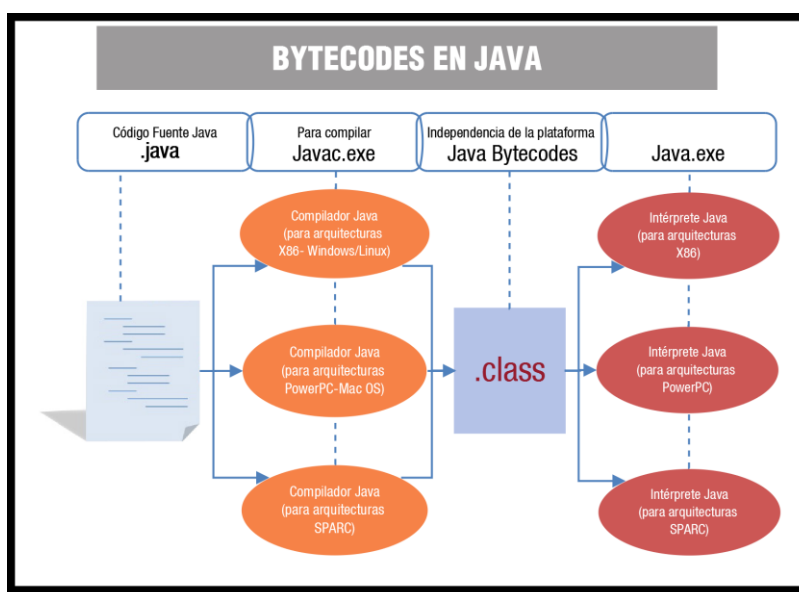 BYTECODES EN JAVA
Código Fuente Java
.java
Para compilar
Javac.exe
Independencia de la plataforma
Java Bytecodes
Java.exe
Compilador Java
(para arquitecturas
X86- Windows/Linux)
Compilador Java
(para arquitecturas
PowerPC-Mac OS)
Compilador Java
(para arquitecturas
SPARC)
.class
Intérprete Java
(para arquitecturas
X86)
Intérprete Java
(para arquitecturas
PowerPC)
Intérprete Java
(para arquitecturas
SPARC)